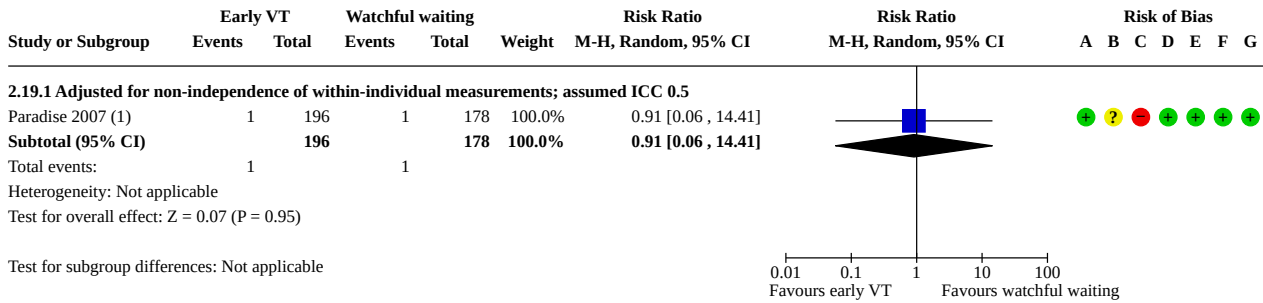 Early VT Watchful waiting Risk Ratio Risk Ratio Risk of Bias
Study or Subgroup Events Total Events Total Weight M-H, Random, 95% CI M-H, Random, 95% CI A B C D E F G
2.19.1 Adjusted for non-independence of within-individual measurements; assumed ICC 0.5
Paradise 2007 (1) 1 196 1 178 100.0% 0.91 [0.06 , 14.41] + ? − + + + +
Subtotal (95% CI) 196 178 100.0% 0.91 [0.06 , 14.41]
Total events: 1 1
Heterogeneity: Not applicable
Test for overall effect: Z = 0.07 (P = 0.95)
Test for subgroup differences: Not applicable
0.01 0.1 1 10 100
Favours early VT Favours watchful waiting